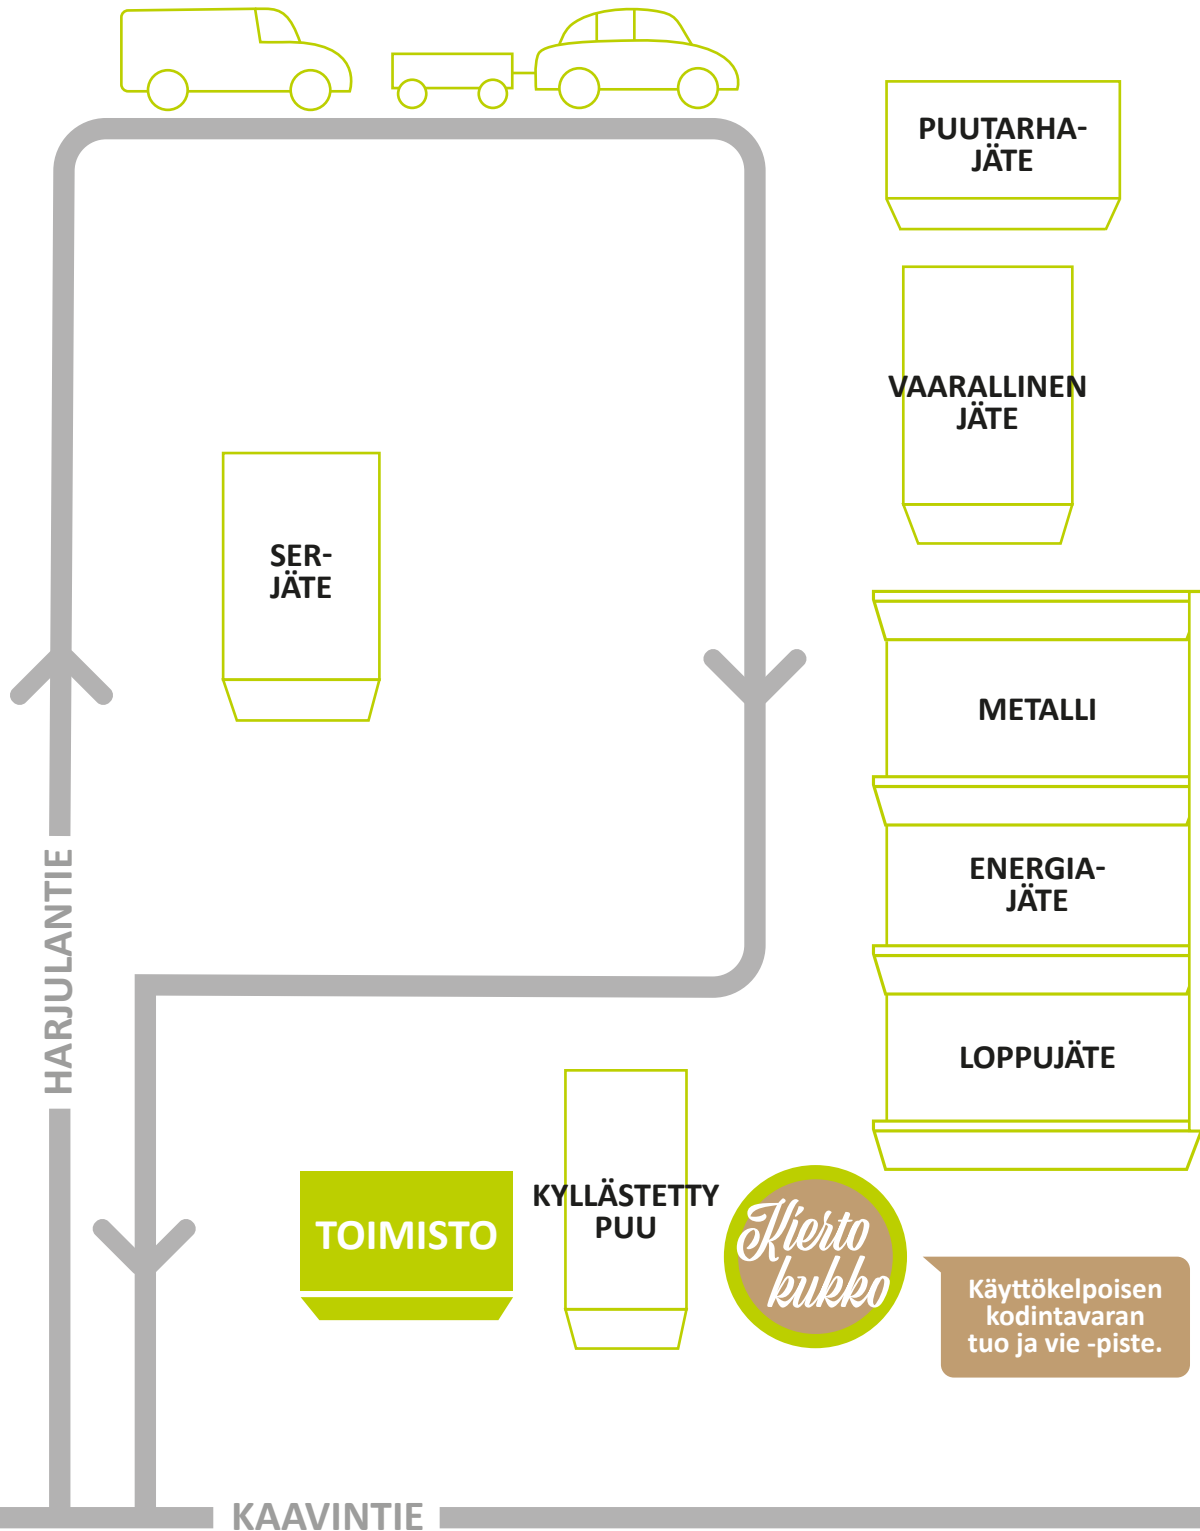 PUUTARHA-
JÄTE
VAARALLINEN
JÄTE
SER-
JÄTE
METALLI
ENERGIA-
JÄTE
HARJULANTIE
LOPPUJÄTE
TOIMISTO
KYLLÄSTETTY
PUU
Kierto
kukko
Käyttökelpoisen
kodintavaran
tuo ja vie -piste.
KAAVINTIE